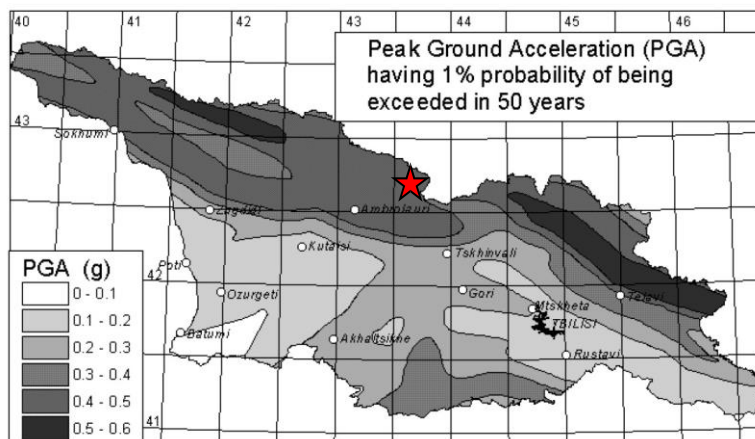 40 41 42 43 44 45 46
Peak Ground Acceleration (PGA)
having 1% probability of being
exceeded in 50 years
43
Sokhumi
Zugdidi
Ambrolauri
Kutaisi
Tskhinvali
PGA (g)
Poti
42
0 - 0.1
Ozurgeti
Gori
Mtskheta
Telavi
0.1 - 0.2
TBILISI
0.2 - 0.3
Batumi
Akhaltsikhe
Rustavi
0.3 - 0.4
0.4 - 0.5
41
0.5 - 0.6